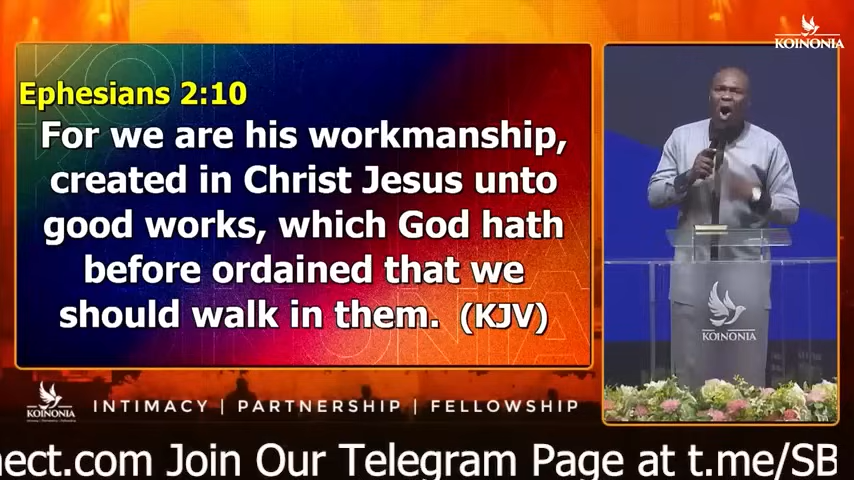 KOINONIA
Ephesians 2:10
For we are his workmanship,
created in Christ Jesus unto
good works, which God hath
before ordained that we
should walk in them. (KJV)
KOINONIA
KOINONIA
INTIMACY | PARTNERSHIP | FELLOWSHIP
nect.com Join Our Telegram Page at t.me/SB